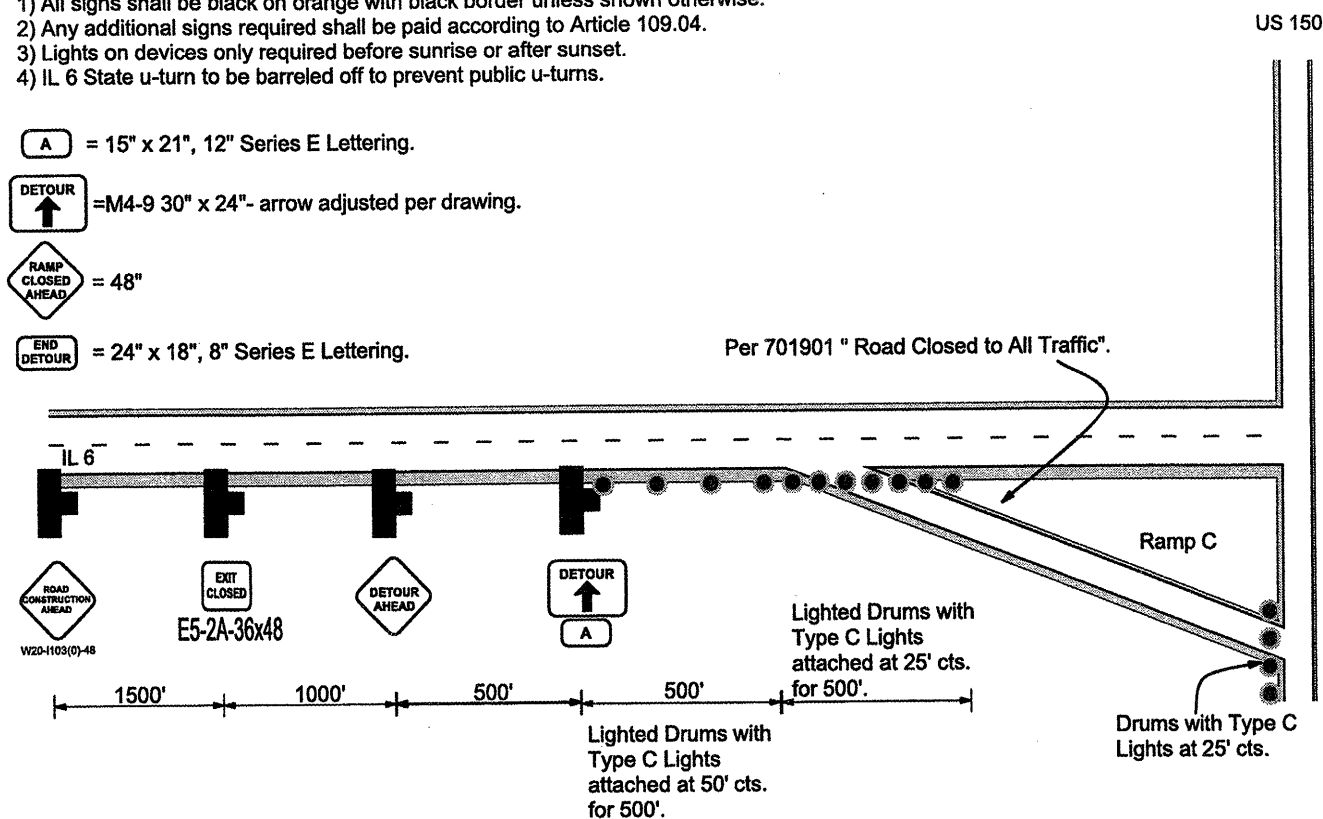 1) All signs shall be black on orange with black border unless shown otherwise.
2) Any additional signs required shall be paid according to Article 109.04.
3) Lights on devices only required before sunrise or after sunset.
4) IL 6 State u-turn to be barreled off to prevent public u-turns.
US 150
A = 15" x 21", 12" Series E Lettering.
DETOUR
=M4-9 30" x 24"- arrow adjusted per drawing.
RAMP
CLOSED
AHEAD
= 48"
END
DETOUR
= 24" x 18", 8" Series E Lettering.
Per 701901 " Road Closed to All Traffic".
IL 6
Ramp C
ROAD
CONSTRUCTION
AHEAD
W20-I103(0)-48
EXIT
CLOSED
E5-2A-36x48
DETOUR
AHEAD
DETOUR
A
Lighted Drums with
Type C Lights
attached at 25' cts.
for 500'.
1500'
1000'
500'
500'
Lighted Drums with
Type C Lights
attached at 50' cts.
for 500'.
Drums with Type C
Lights at 25' cts.